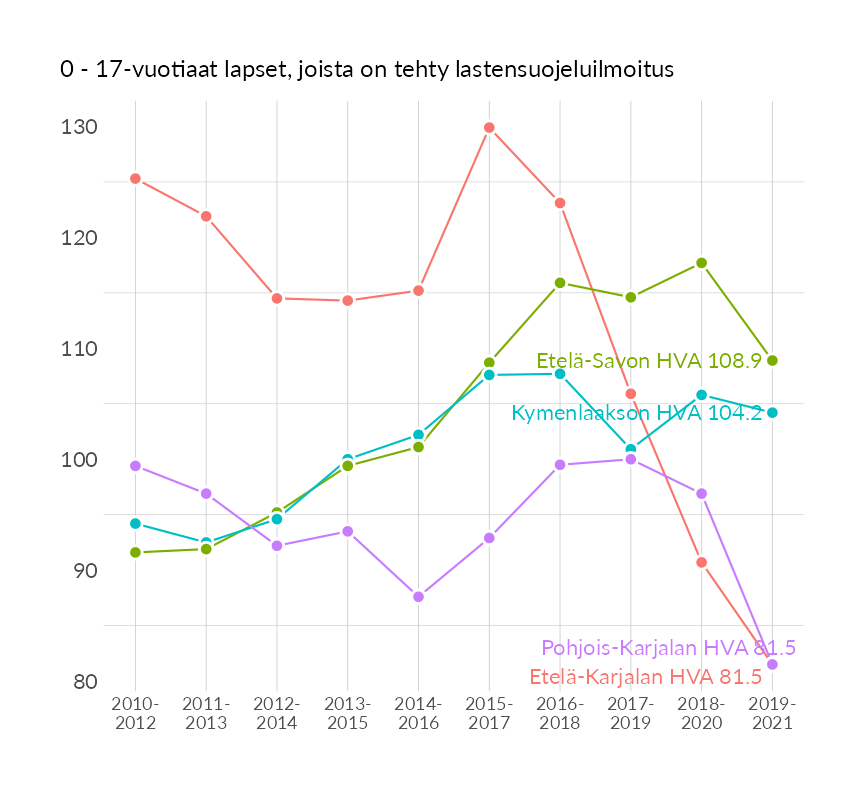 0 - 17-vuotiaat lapset, joista on tehty lastensuojeluilmoitus
130
120
110
100
90
80
Etelä-Savon HVA 108.9
Kymenlaakson HVA 104.2
Pohjois-Karjalan HVA 81.5
Etelä-Karjalan HVA 81.5
2010- 2011- 2012- 2013- 2014- 2015- 2016- 2017- 2018- 2019-
2012 2013 2014 2015 2016 2017 2018 2019 2020 2021